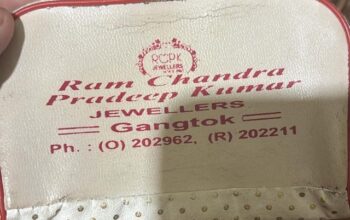 RCPK
JEWELLERS
Ram Chandra
Pradeep Kumar
JEWELLERS
Gangtok
Ph. : (O) 202962, (R) 202211